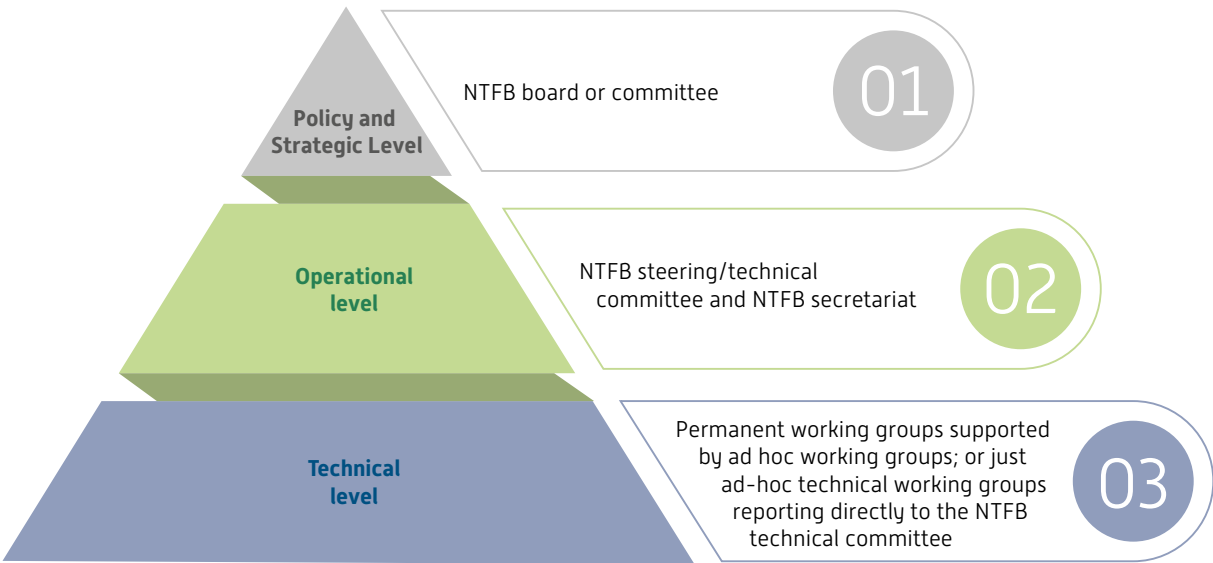 Policy and
Strategic Level
NTFB board or committee
01
Operational
level
NTFB steering/technical
committee and NTFB secretariat
02
Technical
level
Permanent working groups supported
by ad hoc working groups; or just
ad-hoc technical working groups
reporting directly to the NTFB
technical committee
03